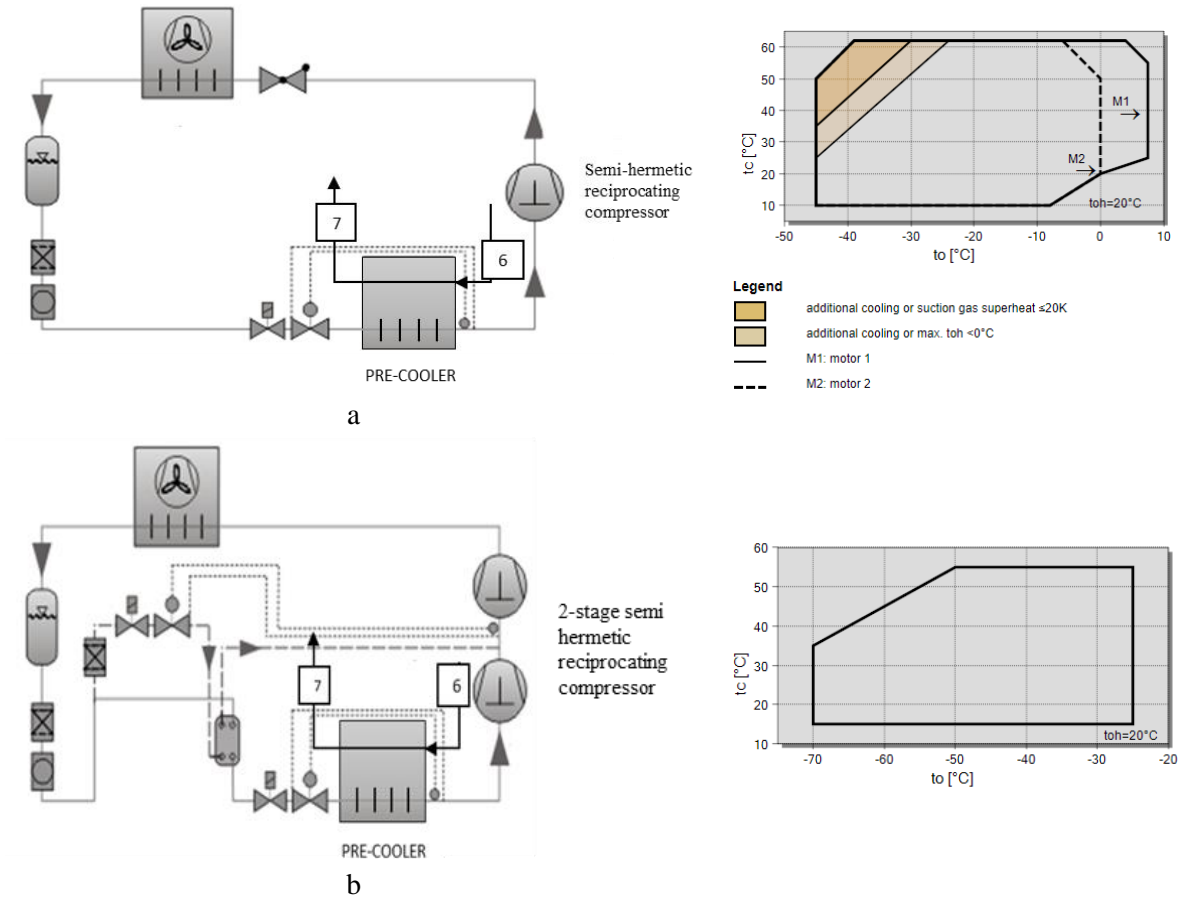 Semi-hermetic
reciprocating
compressor
7
6
PRE-COOLER
a
60
50
40
30
20
10
tc [°C]
M1
M2
toh=20°C
-50 -40 -30 -20 -10 0 10
to [°C]
Legend
additional cooling or suction gas superheat ≤20K
additional cooling or max. toh <0°C
M1: motor 1
M2: motor 2
2-stage semi
hermetic
reciprocating
compressor
7
6
PRE-COOLER
b
60
50
40
30
20
10
tc [°C]
toh=20°C
-70 -60 -50 -40 -30 -20
to [°C]